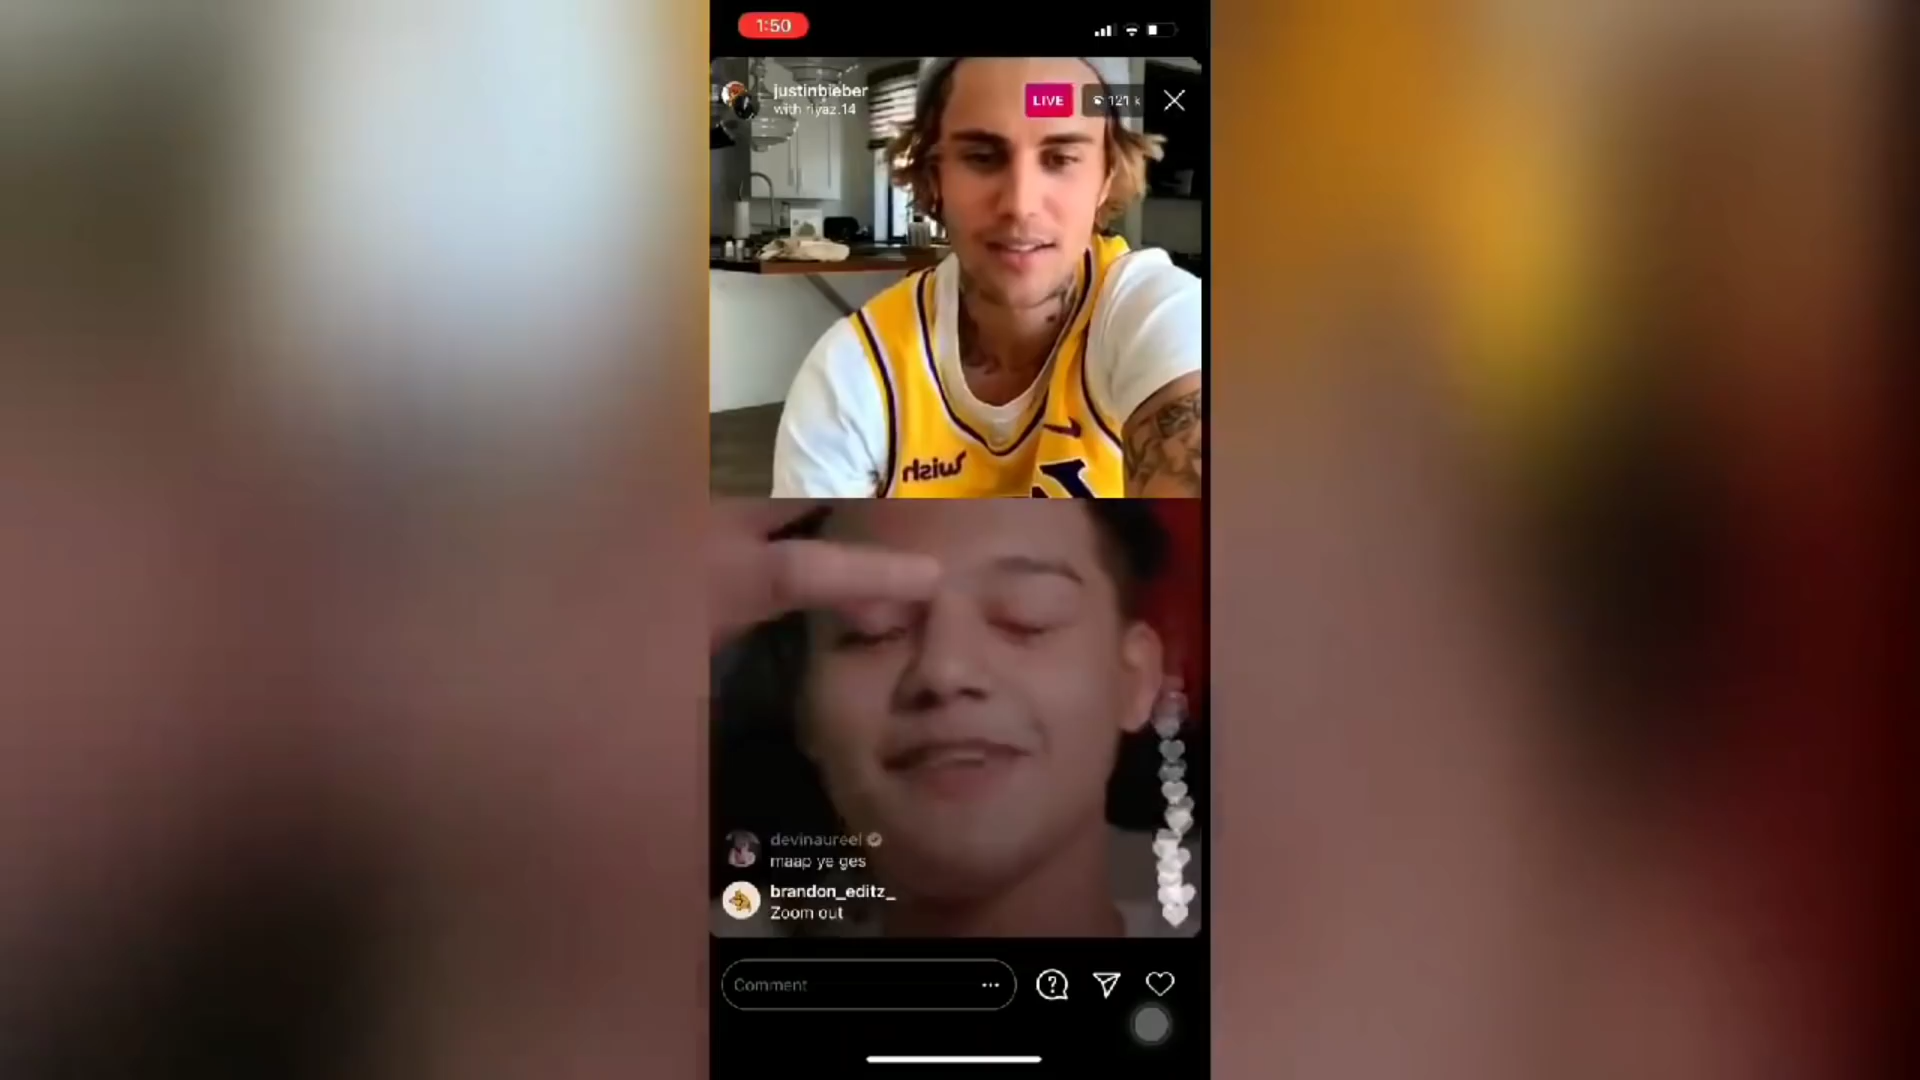 1:50
justinbieber
with riyaz.14
LIVE
121 k
wish
devinaureel
maap ye ges
brandon_editz_
Zoom out
Comment